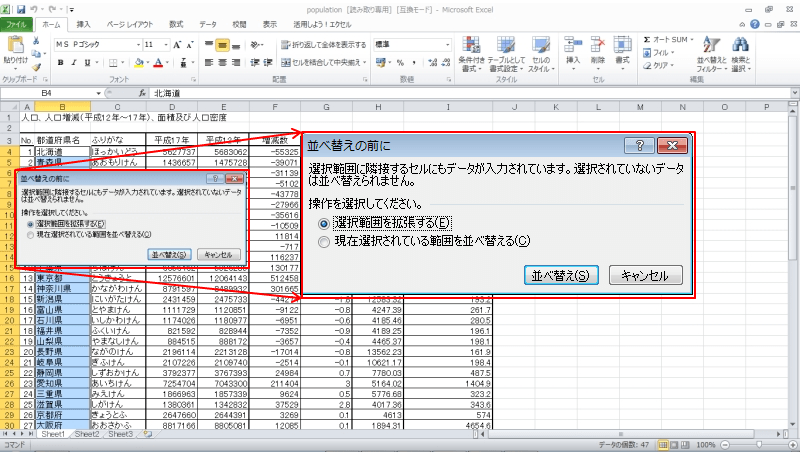 population [読み取り専用] [互換モード] - Microsoft Excel
ファイル ホーム 挿入 ページ レイアウト 数式 データ 校閲 表示 活用しよう！エクセル
貼り付け
ＭＳ Ｐゴシック 11
折り返して全体を表示する 標準
セルを結合して中央揃え
条件付き書式 テーブルとして書式設定 セルのスタイル
挿入 削除 書式
Σ オート SUM
フィル
クリア
並べ替えとフィルター 検索と選択
クリップボード フォント 配置 数値 スタイル セル 編集
B4 fx 北海道
A B C D E F G H I J K L M N O P
1 人口、人口増減(平成12年～17年)、面積及び人口密度
2
3 No. 都道府県名 ふりがな 平成17年 平成12年 増減数
4 1 北海道 ほっかいどう 5627737 5683062 -55325
5 2 青森県 あおもりけん 1436657 1475728 -39071
-31139
-5102
-43778
-27966
-35616
-10509
11814
-717
116237
130177
並べ替えの前に
選択範囲に隣接するセルにもデータが入力されています。選択されていないデータは並べ替えられません。
操作を選択してください。
選択範囲を拡張する(E)
現在選択されている範囲を並べ替える(C)
並べ替え(S) キャンセル
並べ替えの前に
選択範囲に隣接するセルにもデータが入力されています。選択されていないデータ
は並べ替えられません。
操作を選択してください。
選択範囲を拡張する(E)
現在選択されている範囲を並べ替える(C)
並べ替え(S) キャンセル
16 13 東京都 とうきょうと 12576601 12064143 512458
17 14 神奈川県 かながわけん 8791597 8489932 301665
18 15 新潟県 にいがたけん 2431459 2475733 -44274 -1.8 12583.32 193.2
19 16 富山県 とやまけん 1111729 1120851 -9122 -0.8 4247.39 261.7
20 17 石川県 いしかわけん 1174026 1180977 -6951 -0.6 4185.46 280.5
21 18 福井県 ふくいけん 821592 828944 -7352 -0.9 4189.25 196.1
22 19 山梨県 やまなしけん 884515 888172 -3657 -0.4 4465.37 198.1
23 20 長野県 ながのけん 2196114 2213128 -17014 -0.8 13562.23 161.9
24 21 岐阜県 ぎふけん 2107226 2109740 -2514 -0.1 10621.17 198.4
25 22 静岡県 しずおかけん 3792377 3767393 24984 0.7 7780.03 487.5
26 23 愛知県 あいちけん 7254704 7043300 211404 3 5164.02 1404.9
27 24 三重県 みえけん 1866963 1857339 9624 0.5 5776.68 323.2
28 25 滋賀県 しがけん 1380361 1342832 37529 2.8 4017.36 343.6
29 26 京都府 きょうとふ 2647660 2644391 3269 0.1 4613 574
30 27 大阪府 おおさかふ 8817166 8805081 12085 0.1 1894.31 4654.6
Sheet1 Sheet2 Sheet3
コマンド データの個数: 47 100%